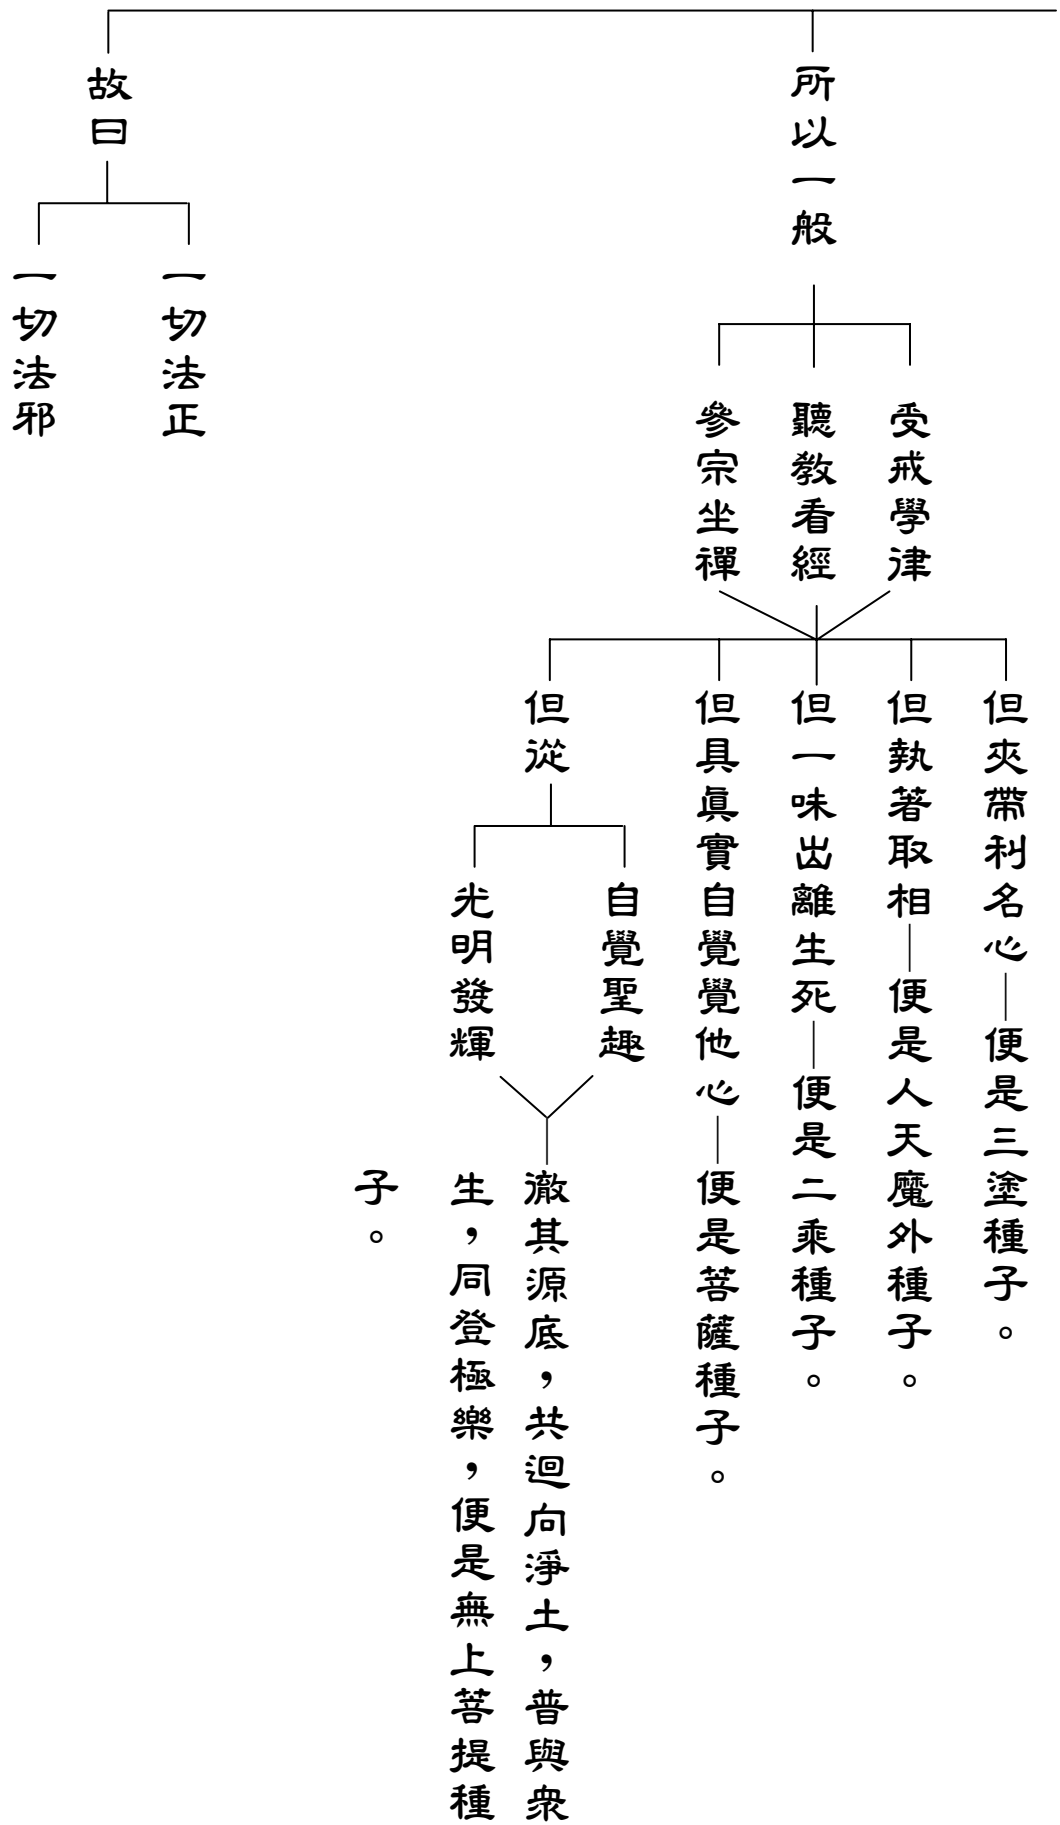 所以一般
受戒學律
聽教看經
參宗坐禪
但夾帶利名心—便是三塗種子。
但執著取相—便是人天魔外種子。
但一味出離生死—便是二乘種子。
但具真實自覺覺他心—便是菩薩種子。
但從
自覺聖趣
光明發輝
徹其源底，共迴向淨土，普與眾
生，同登極樂，便是無上菩提種
子。
故曰
一切法正
一切法邪